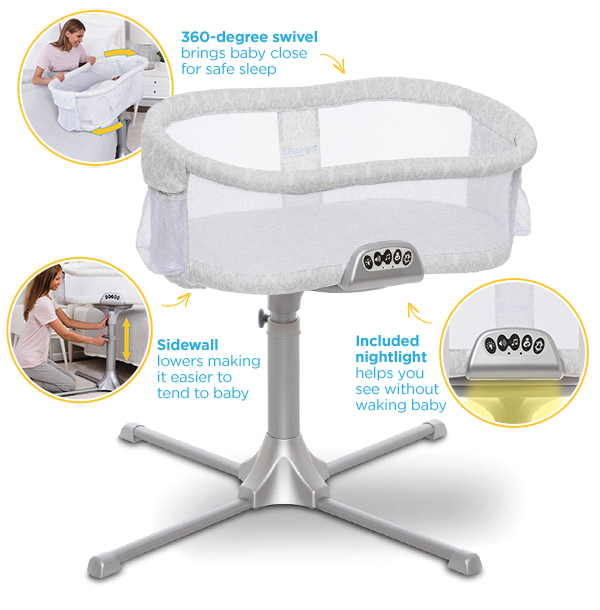 360-degree swivel
brings baby close
for safe sleep
Sidewall
lowers making
it easier to
tend to baby
Included
nightlight
helps you
see without
waking baby